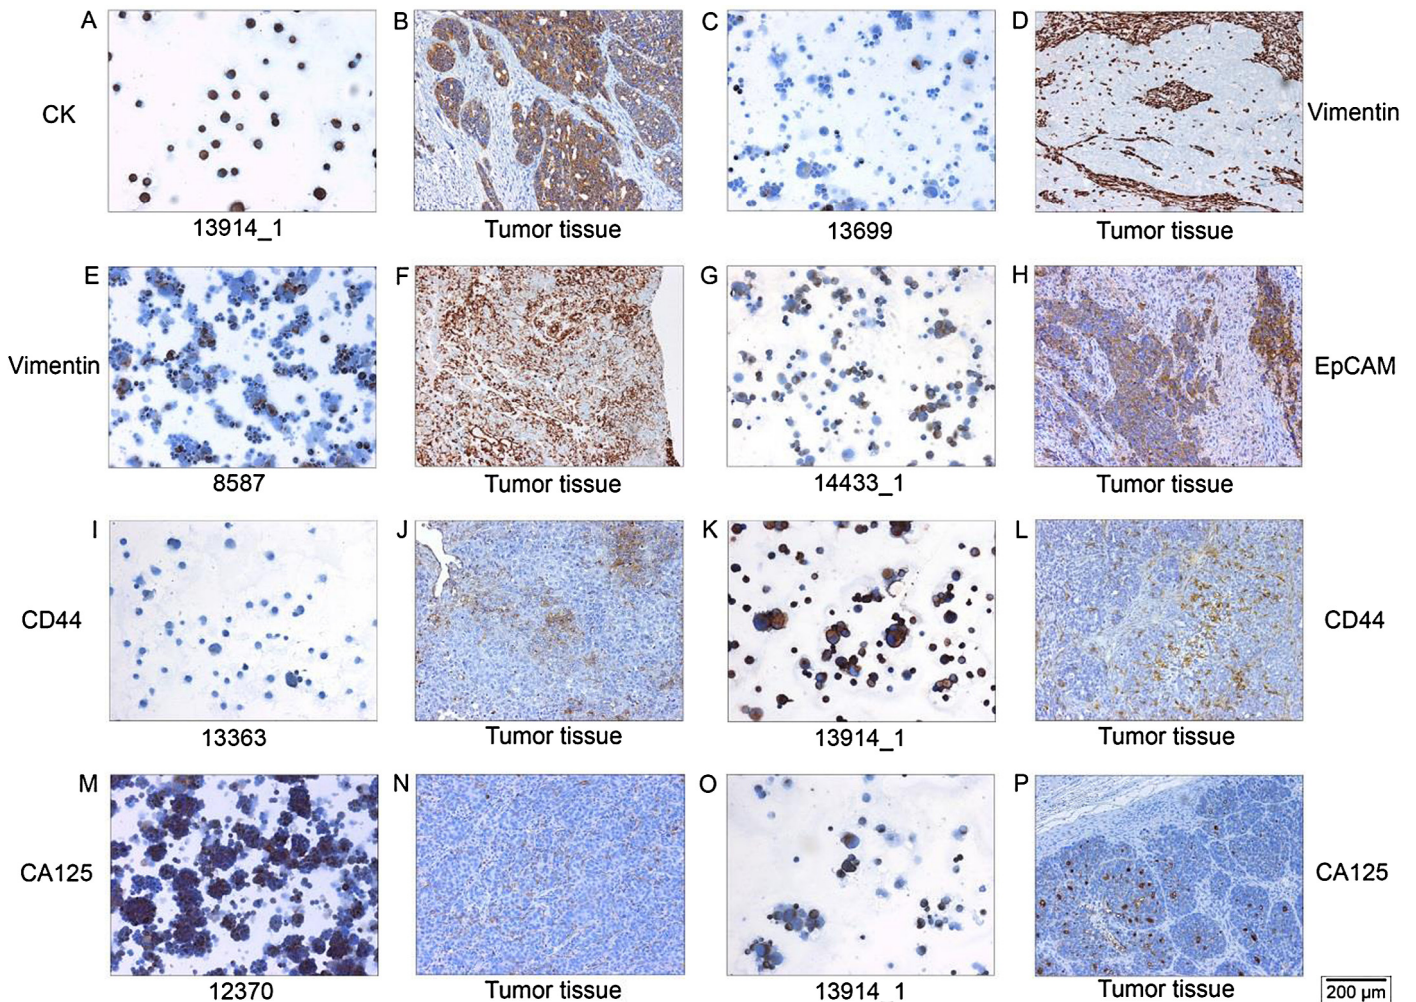 A B C D
CK Vimentin
13914_1 Tumor tissue 13699 Tumor tissue
E F G H
Vimentin EpCAM
8587 Tumor tissue 14433_1 Tumor tissue
I J K L
CD44 CD44
13363 Tumor tissue 13914_1 Tumor tissue
M N O P
CA125 CA125
12370 Tumor tissue 13914_1 Tumor tissue
200 µm